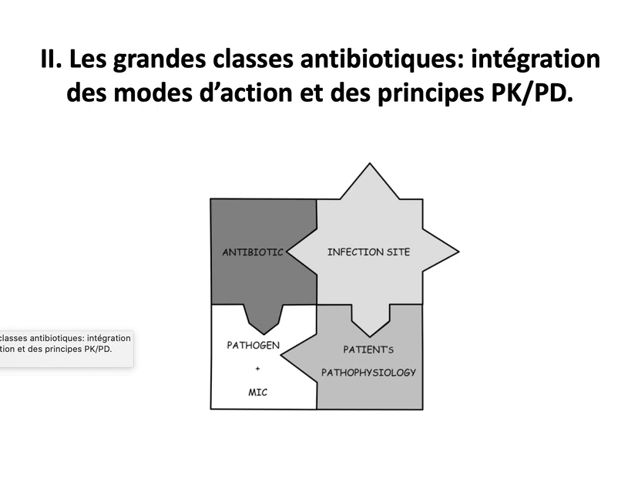 II. Les grandes classes antibiotiques: intégration
des modes d'action et des principes PK/PD.
ANTIBIOTIC
INFECTION SITE
PATHOGEN
+
MIC
PATIENT'S
PATHOPHYSIOLOGY
classes antibiotiques: intégration
tion et des principes PK/PD.